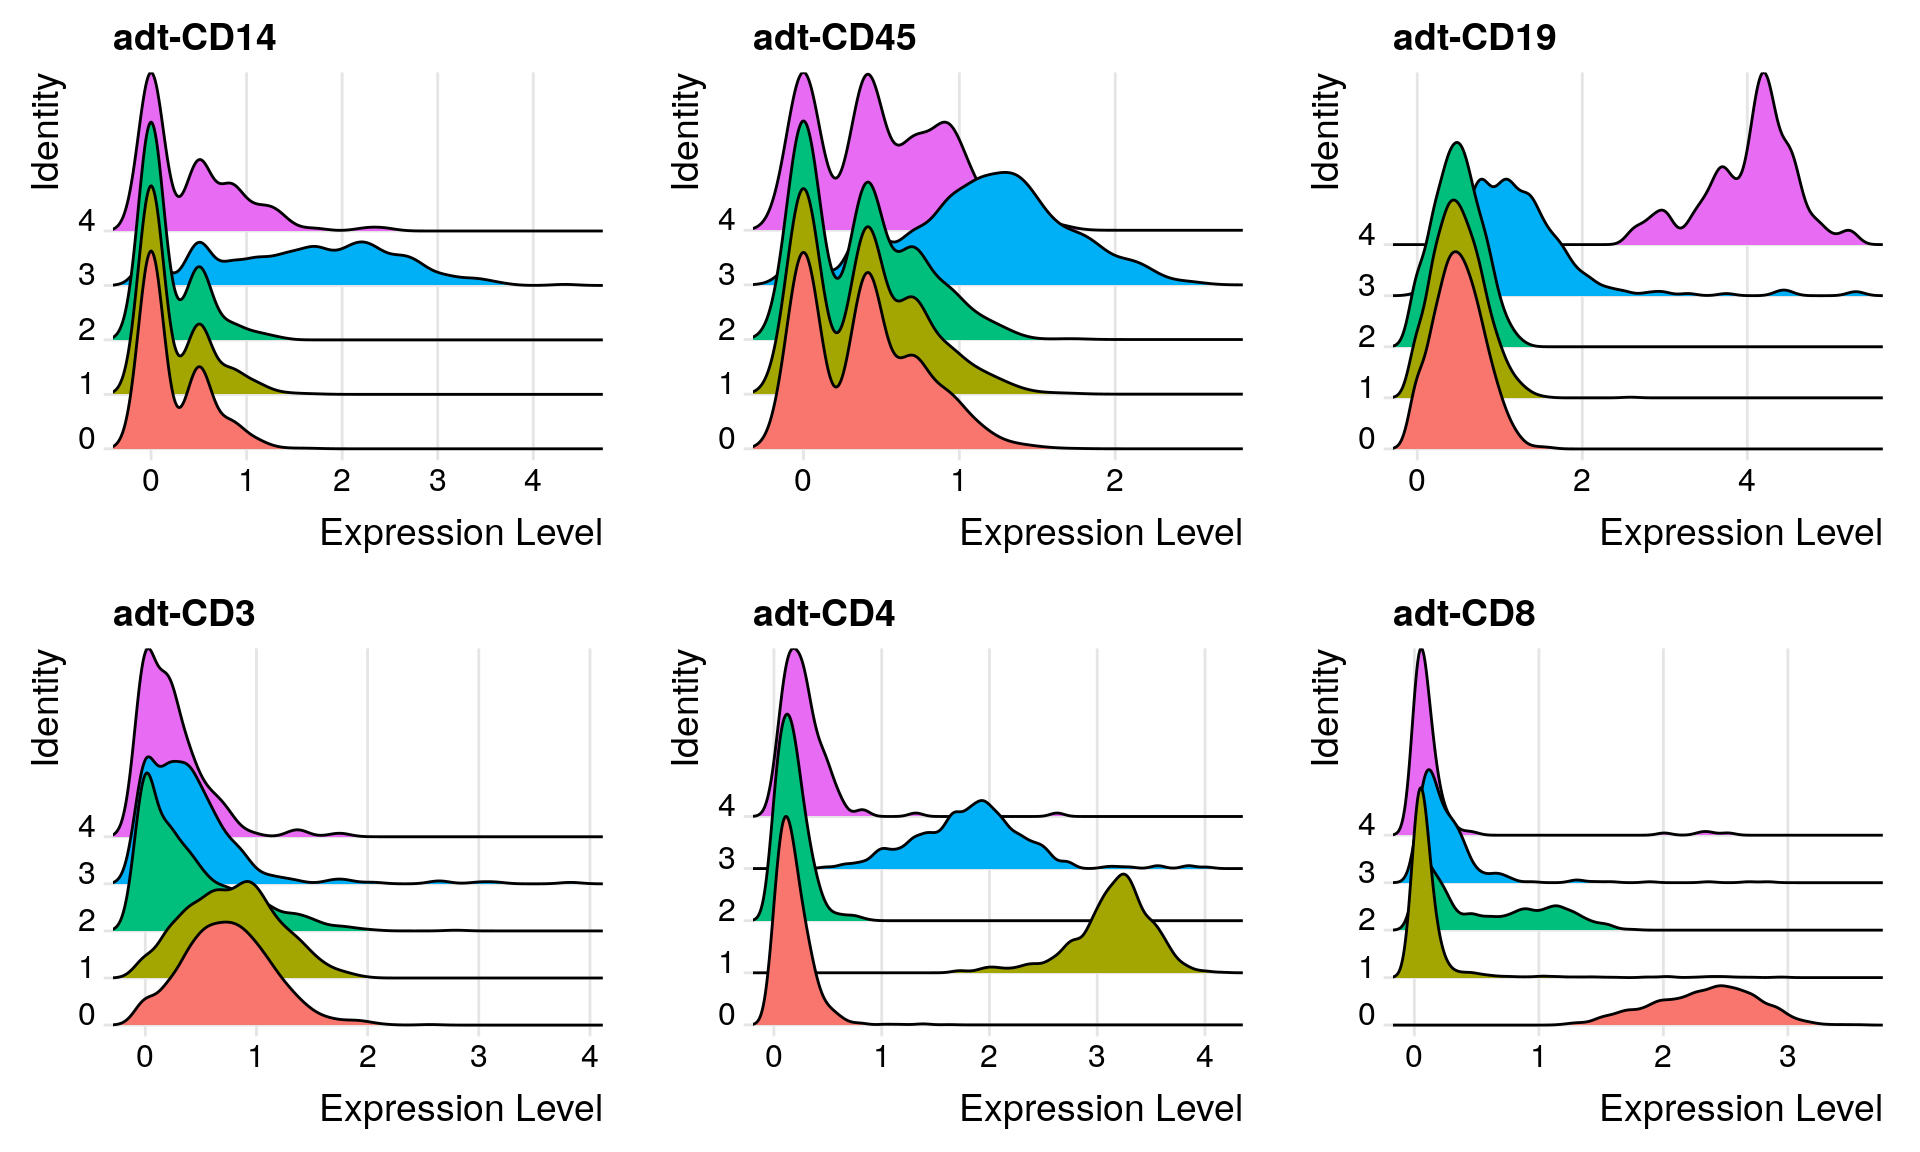 adt-CD14
Identity
4
3
2
1
0
0 1 2 3 4
Expression Level
adt-CD45
Identity
4
3
2
1
0
0 1 2
Expression Level
adt-CD19
Identity
4
3
2
1
0
0 2 4
Expression Level
adt-CD3
Identity
4
3
2
1
0
0 1 2 3 4
Expression Level
adt-CD4
Identity
4
3
2
1
0
0 1 2 3 4
Expression Level
adt-CD8
Identity
4
3
2
1
0
0 1 2 3
Expression Level